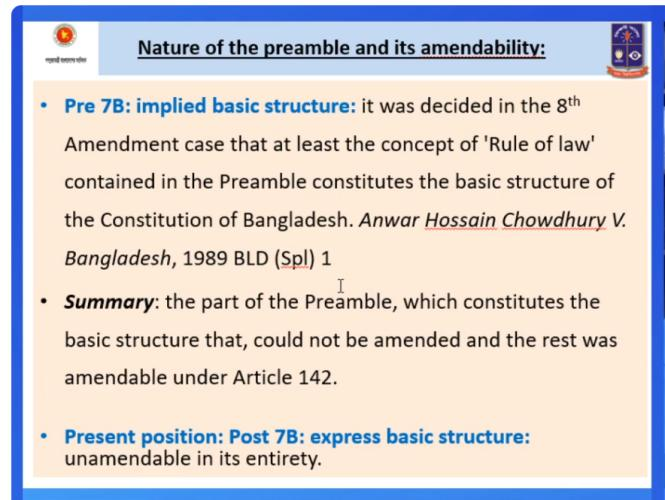 Nature of the preamble and its amendability:
• Pre 7B: implied basic structure: it was decided in the 8th
Amendment case that at least the concept of 'Rule of law'
contained in the Preamble constitutes the basic structure of
the Constitution of Bangladesh. Anwar Hossain Chowdhury V.
Bangladesh, 1989 BLD (Spl) 1
• Summary: the part of the Preamble, which constitutes the
basic structure that, could not be amended and the rest was
amendable under Article 142.
• Present position: Post 7B: express basic structure:
unamendable in its entirety.